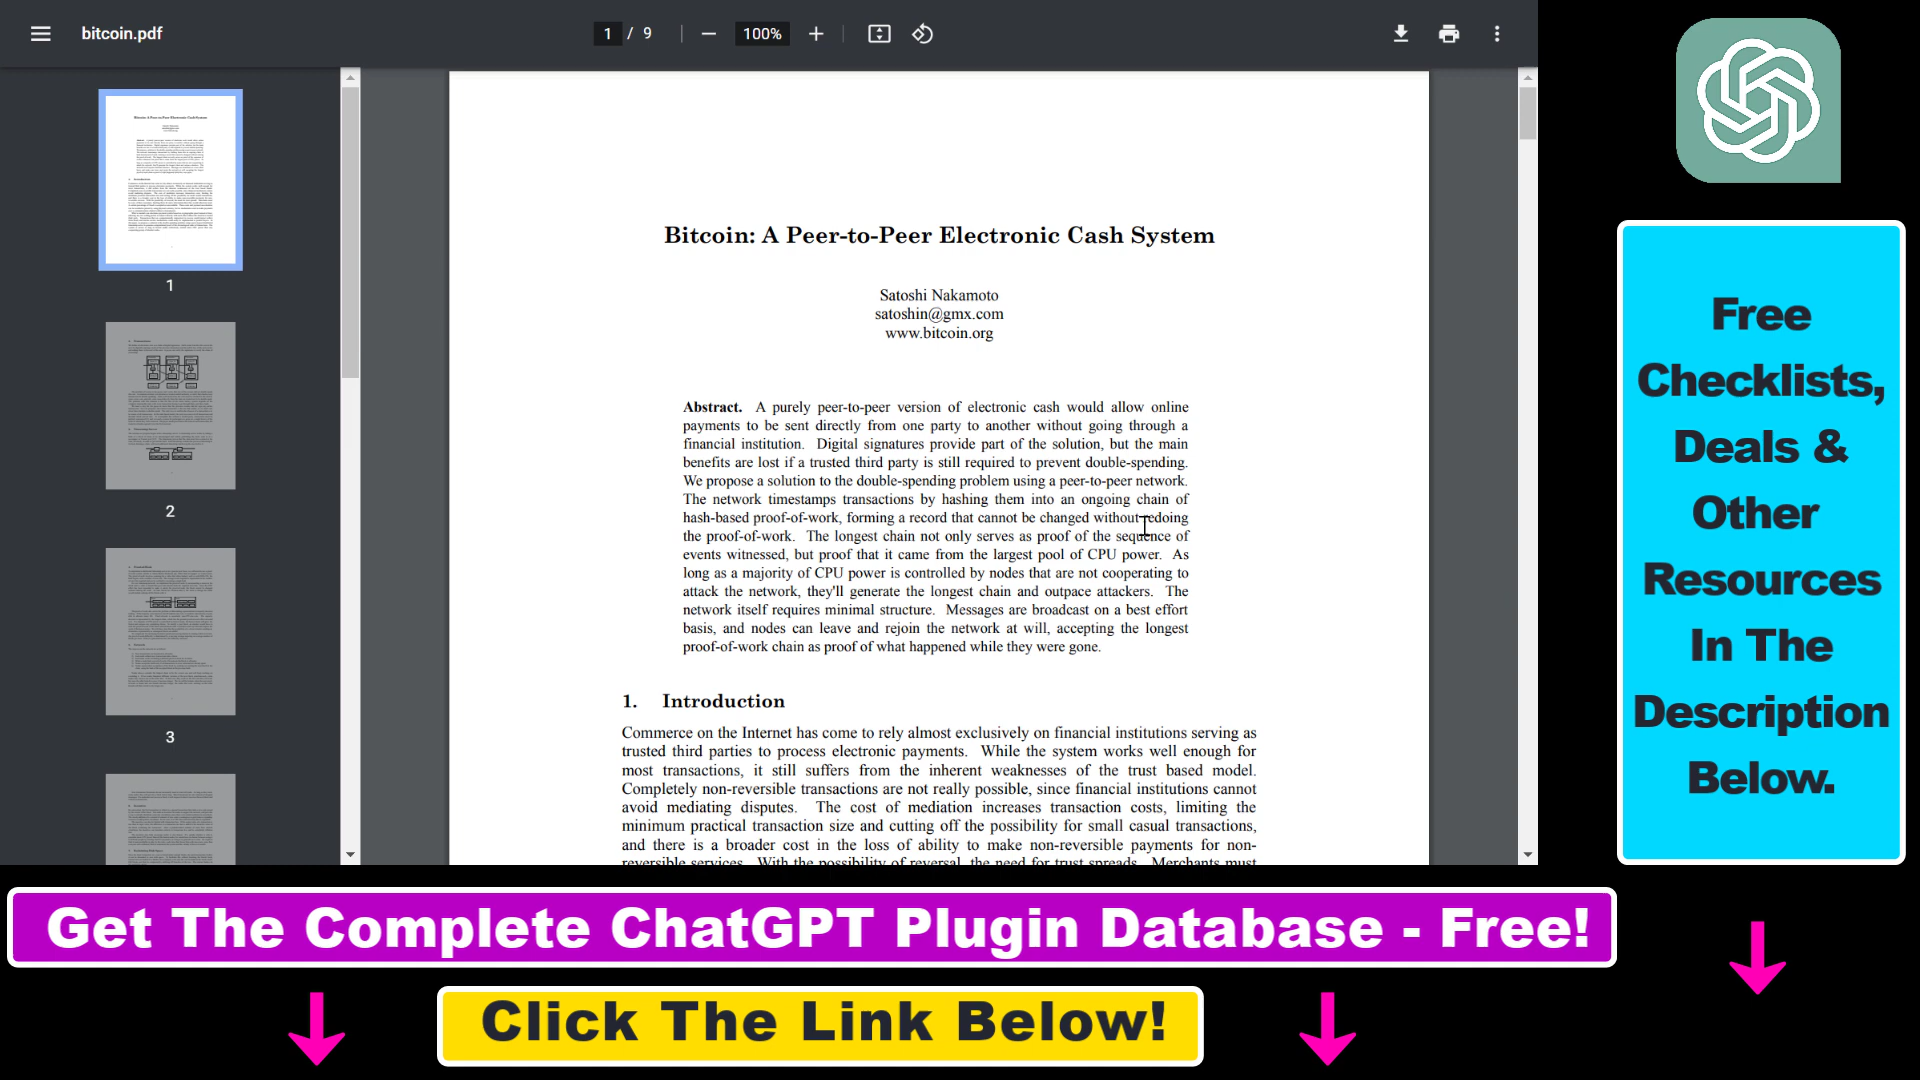 bitcoin.pdf
1 / 9
100%
1
2
3
Bitcoin: A Peer-to-Peer Electronic Cash System
Satoshi Nakamoto
satoshin@gmx.com
www.bitcoin.org
Abstract. A purely peer-to-peer version of electronic cash would allow online
payments to be sent directly from one party to another without going through a
financial institution. Digital signatures provide part of the solution, but the main
benefits are lost if a trusted third party is still required to prevent double-spending.
We propose a solution to the double-spending problem using a peer-to-peer network.
The network timestamps transactions by hashing them into an ongoing chain of
hash-based proof-of-work, forming a record that cannot be changed without redoing
the proof-of-work. The longest chain not only serves as proof of the sequence of
events witnessed, but proof that it came from the largest pool of CPU power. As
long as a majority of CPU power is controlled by nodes that are not cooperating to
attack the network, they'll generate the longest chain and outpace attackers. The
network itself requires minimal structure. Messages are broadcast on a best effort
basis, and nodes can leave and rejoin the network at will, accepting the longest
proof-of-work chain as proof of what happened while they were gone.
1. Introduction
Commerce on the Internet has come to rely almost exclusively on financial institutions serving as
trusted third parties to process electronic payments. While the system works well enough for
most transactions, it still suffers from the inherent weaknesses of the trust based model.
Completely non-reversible transactions are not really possible, since financial institutions cannot
avoid mediating disputes. The cost of mediation increases transaction costs, limiting the
minimum practical transaction size and cutting off the possibility for small casual transactions,
and there is a broader cost in the loss of ability to make non-reversible payments for non-
reversible services. With the possibility of reversal, the need for trust spreads. Merchants must
Free
Checklists,
Deals &
Other
Resources
In The
Description
Below.
Get The Complete ChatGPT Plugin Database - Free!
Click The Link Below!